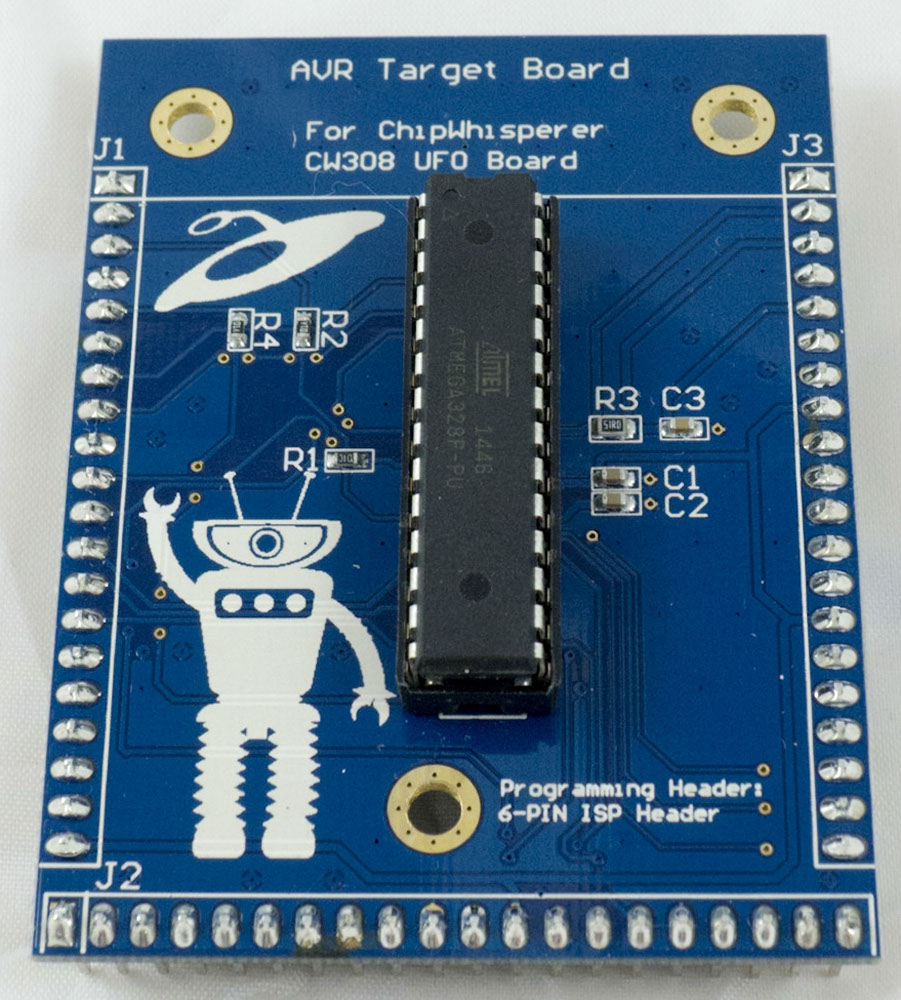 AVR Target Board
For ChipWhisperer
CW308 UFO Board
J1
J3
R4
R2
ATMEL 1446
ATMEGA328P-PU
R3
C3
51R0
R1
C1
C2
Programming Header:
6-PIN ISP Header
J2